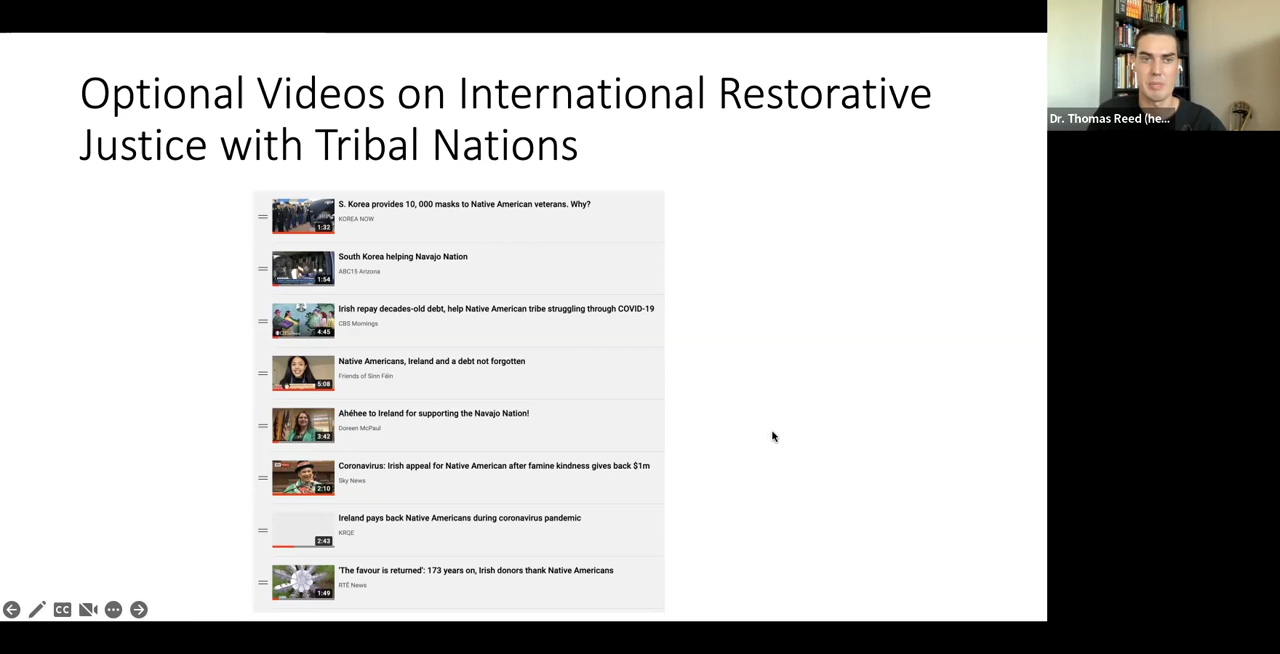 Optional Videos on International Restorative
Justice with Tribal Nations
Dr. Thomas Reed (he...
S. Korea provides 10, 000 masks to Native American veterans. Why?
KOREA NOW
1:32
South Korea helping Navajo Nation
ABC15 Arizona
1:54
Irish repay decades-old debt, help Native American tribe struggling through COVID-19
CBS Mornings
4:45
Native Americans, Ireland and a debt not forgotten
Friends of Sinn Féin
5:08
Ahéhee to Ireland for supporting the Navajo Nation!
Doreen McPaul
3:42
Coronavirus: Irish appeal for Native American after famine kindness gives back $1m
Sky News
2:10
Ireland pays back Native Americans during coronavirus pandemic
KRQE
2:43
'The favour is returned': 173 years on, Irish donors thank Native Americans
RTÉ News
1:49
CC